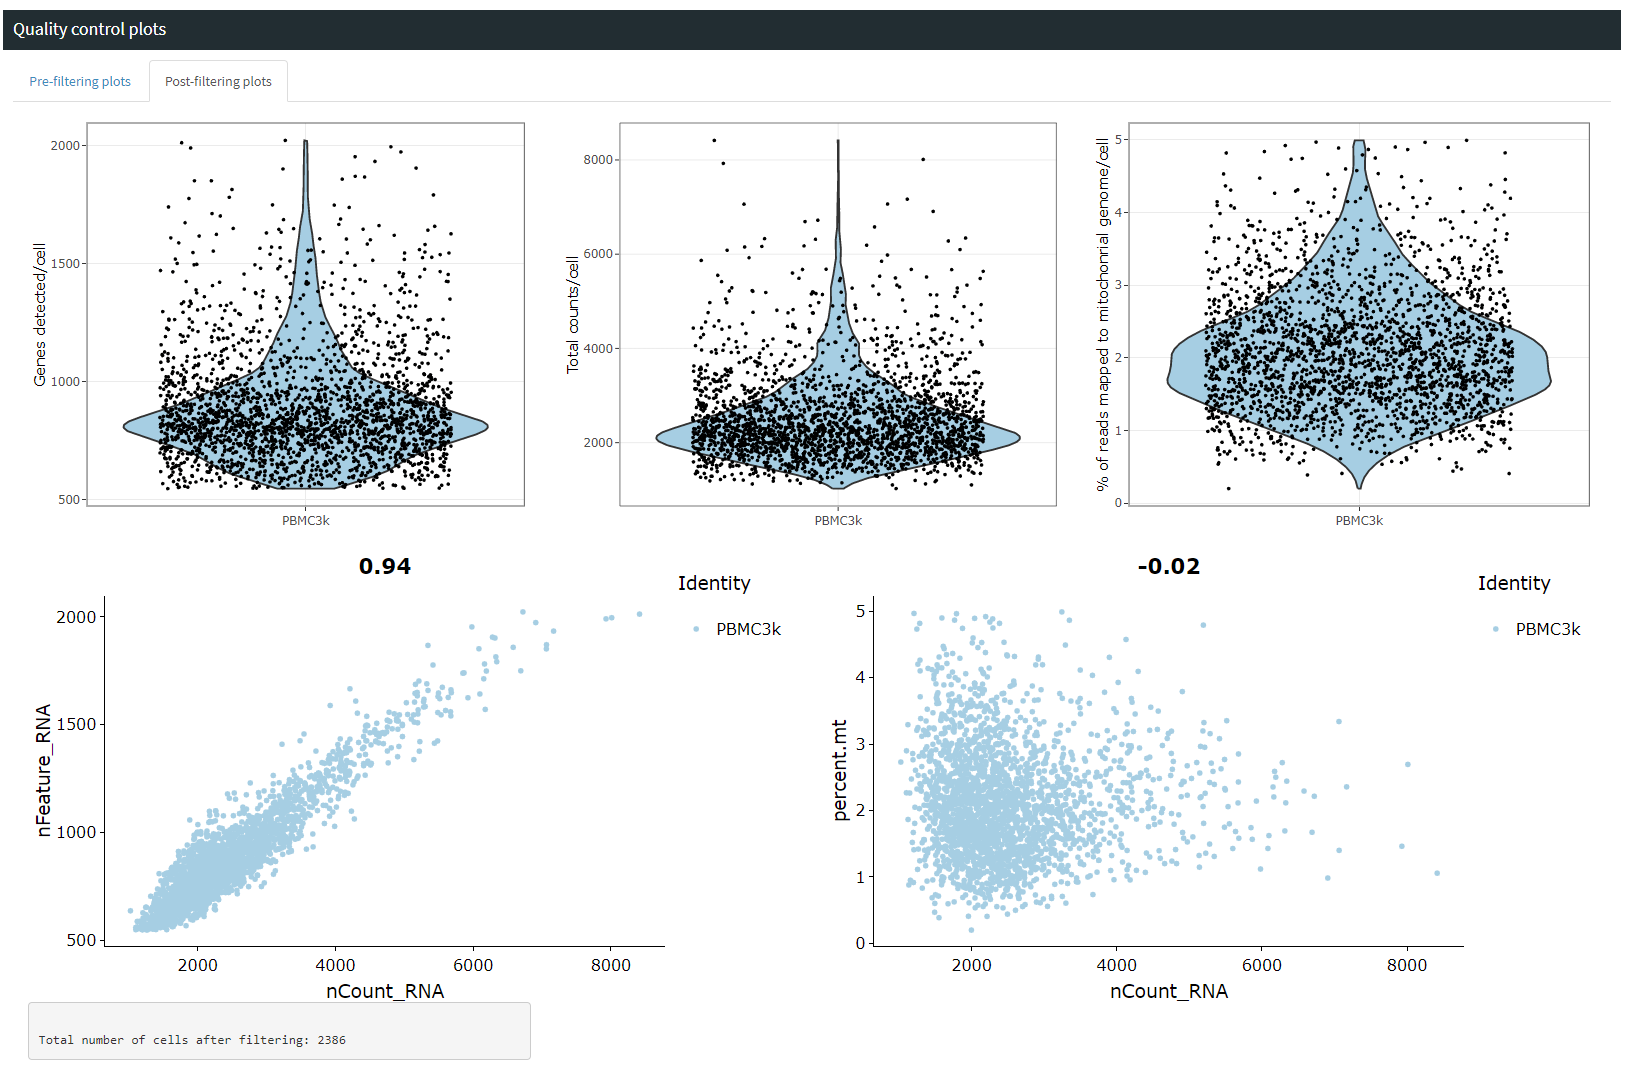 Quality control plots
Pre-filtering plots
Post-filtering plots
Genes detected/cell
2000
1500
1000
500
PBMC3k
Total counts/cell
8000
6000
4000
2000
PBMC3k
% of reads mapped to mitochonrial genome/cell
5
4
3
2
1
0
PBMC3k
0.94
nFeature_RNA
2000
1500
1000
500
2000 4000 6000 8000
nCount_RNA
Identity
PBMC3k
-0.02
percent.mt
5
4
3
2
1
0
2000 4000 6000 8000
nCount_RNA
Identity
PBMC3k
Total number of cells after filtering: 2386